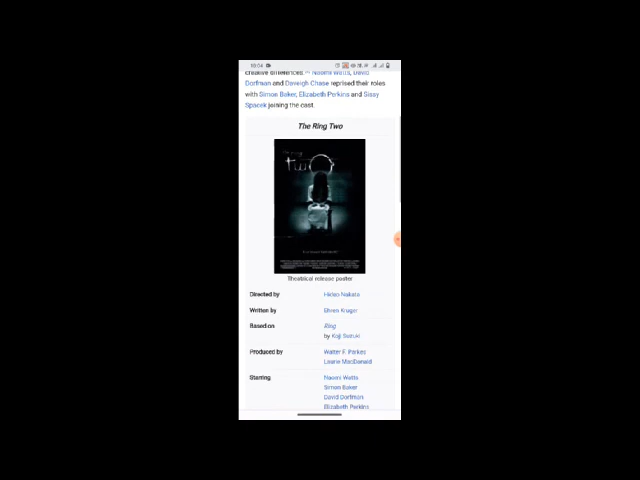 creative differences. Naomi Watts, David
Dorfman and Daveigh Chase reprised their roles
with Simon Baker, Elizabeth Perkins and Sissy
Spacek joining the cast.
The Ring Two
Theatrical release poster
Directed by Hideo Nakata
Written by Ehren Kruger
Based on Ring
by Koji Suzuki
Produced by Walter F. Parkes
Laurie MacDonald
Starring Naomi Watts
Simon Baker
David Dorfman
Elizabeth Perkins